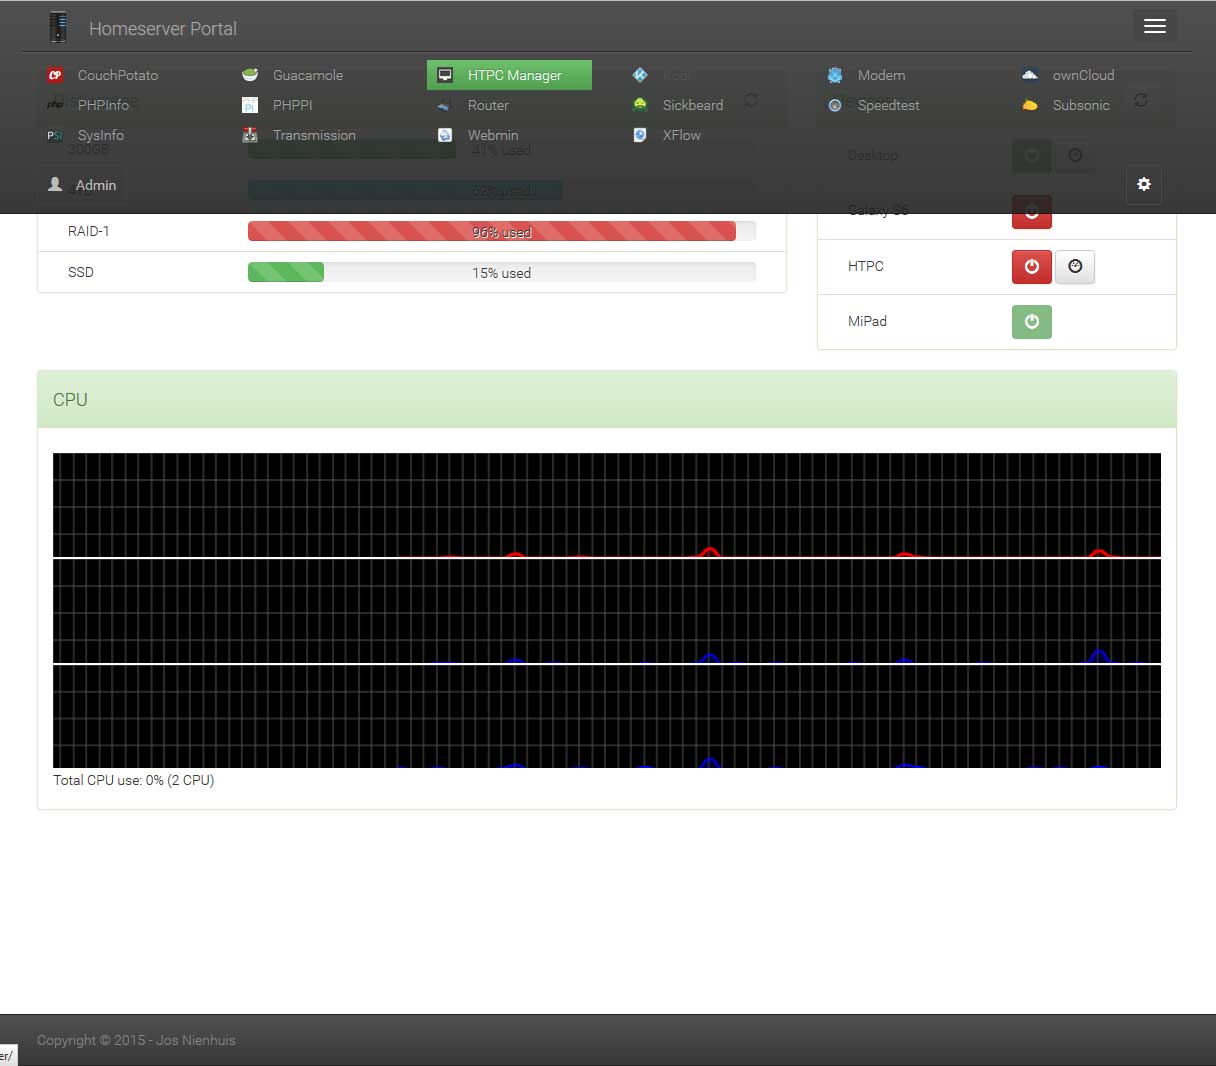 Homeserver Portal
CouchPotato Guacamole HTPC Manager Kodi Modem ownCloud
PHPInfo PHPPI Router Sickbeard Speedtest Subsonic
SysInfo Transmission Webmin XFlow
300GB 41% used Desktop
Admin 62% used
Galaxy S6
RAID-1 96% used
HTPC
SSD 15% used
MiPad
CPU
Total CPU use: 0% (2 CPU)
Copyright © 2015 - Jos Nienhuis
er/